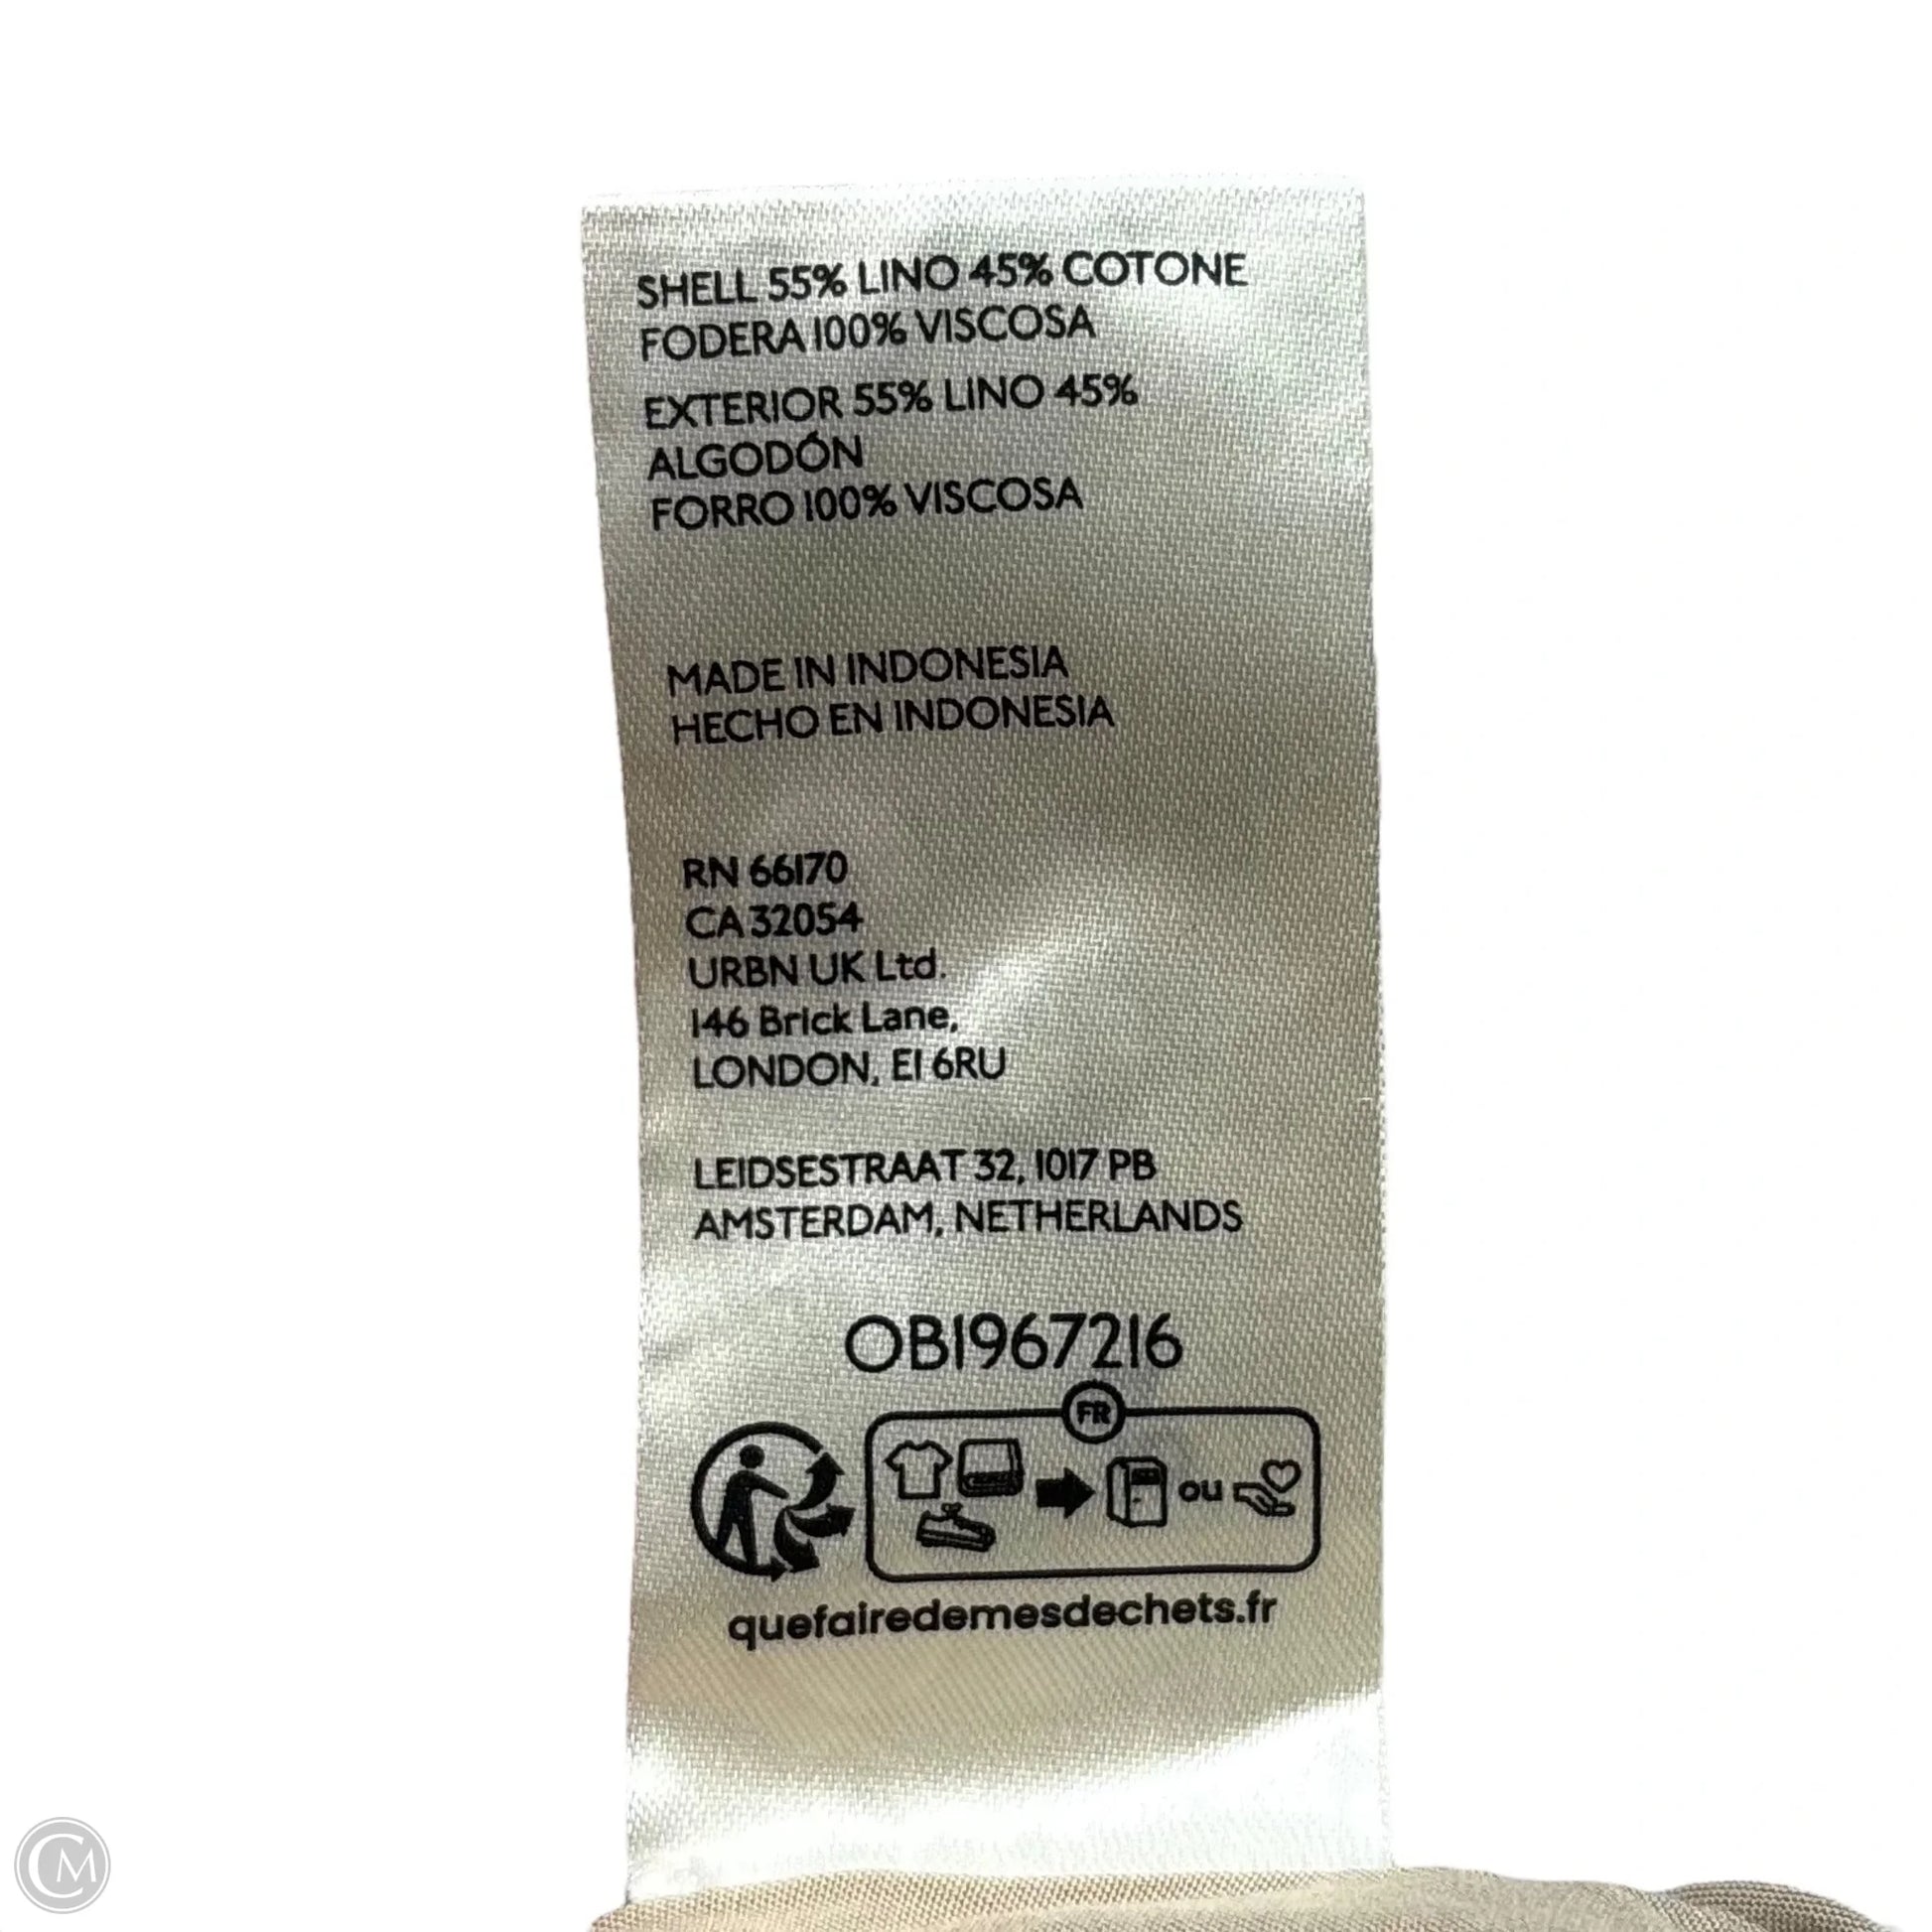 SHELL 55% LINO 45% COTONE
FODERA 100% VISCOSA
EXTERIOR 55% LINO 45%
ALGODÓN
FORRO 100% VISCOSA
MADE IN INDONESIA
HECHO EN INDONESIA
RN 66170
CA 32054
URBN UK Ltd.
146 Brick Lane,
LONDON, E1 6RU
LEIDSESTRAAT 32, 1017 PB
AMSTERDAM, NETHERLANDS
OB1967216
FR
ou
quefairedemesdechets.fr
CM